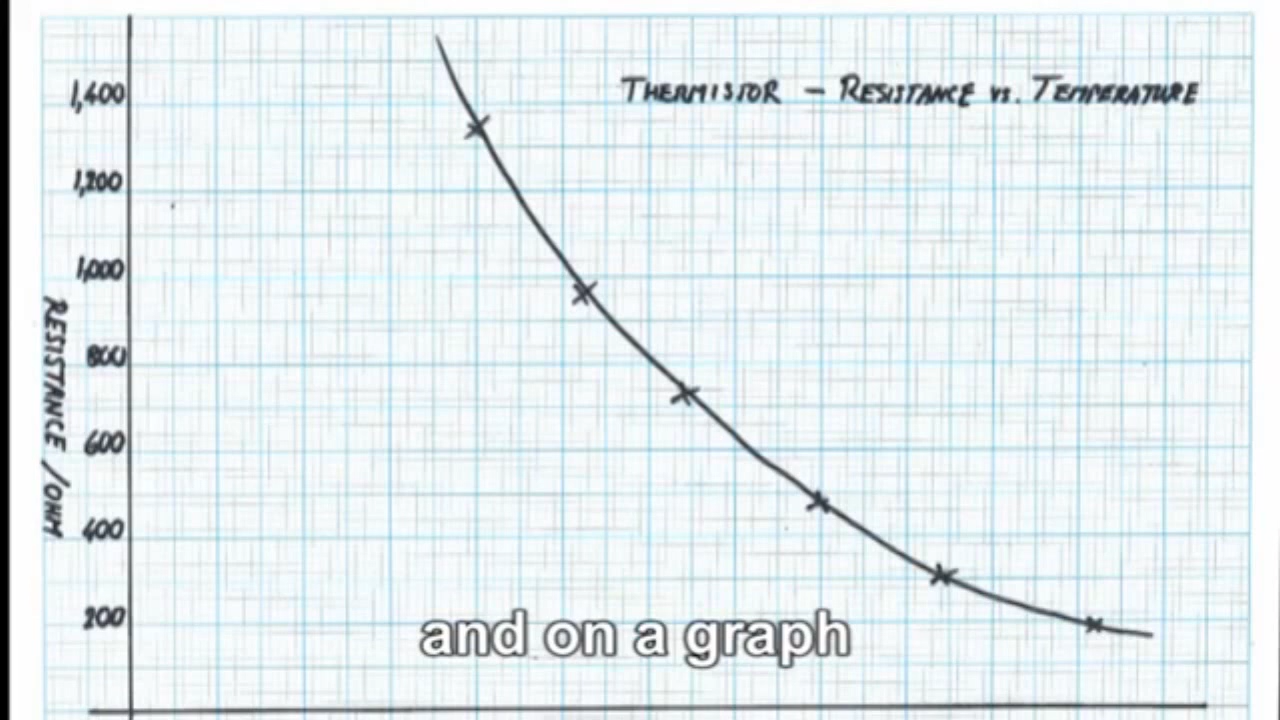 THERMISTOR – RESISTANCE vs. TEMPERATURE
1,400
1,200
1,000
800
600
400
200
RESISTANCE /OHM
and on a graph